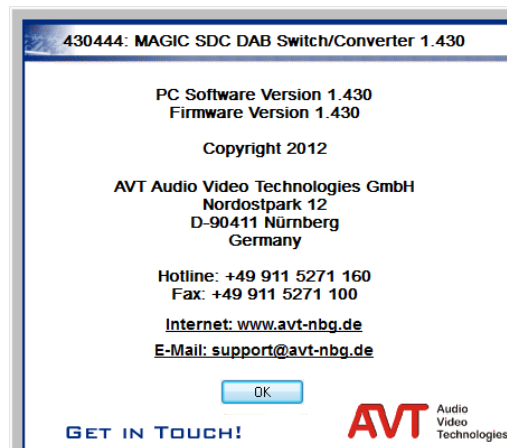 430444: MAGIC SDC DAB Switch/Converter 1.430
PC Software Version 1.430
Firmware Version 1.430
Copyright 2012
AVT Audio Video Technologies GmbH
Nordostpark 12
D-90411 Nürnberg
Germany
Hotline: +49 911 5271 160
Fax: +49 911 5271 100
Internet: www.avt-nbg.de
E-Mail: support@avt-nbg.de
OK
GET IN TOUCH!
AVT
Audio
Video
Technologies